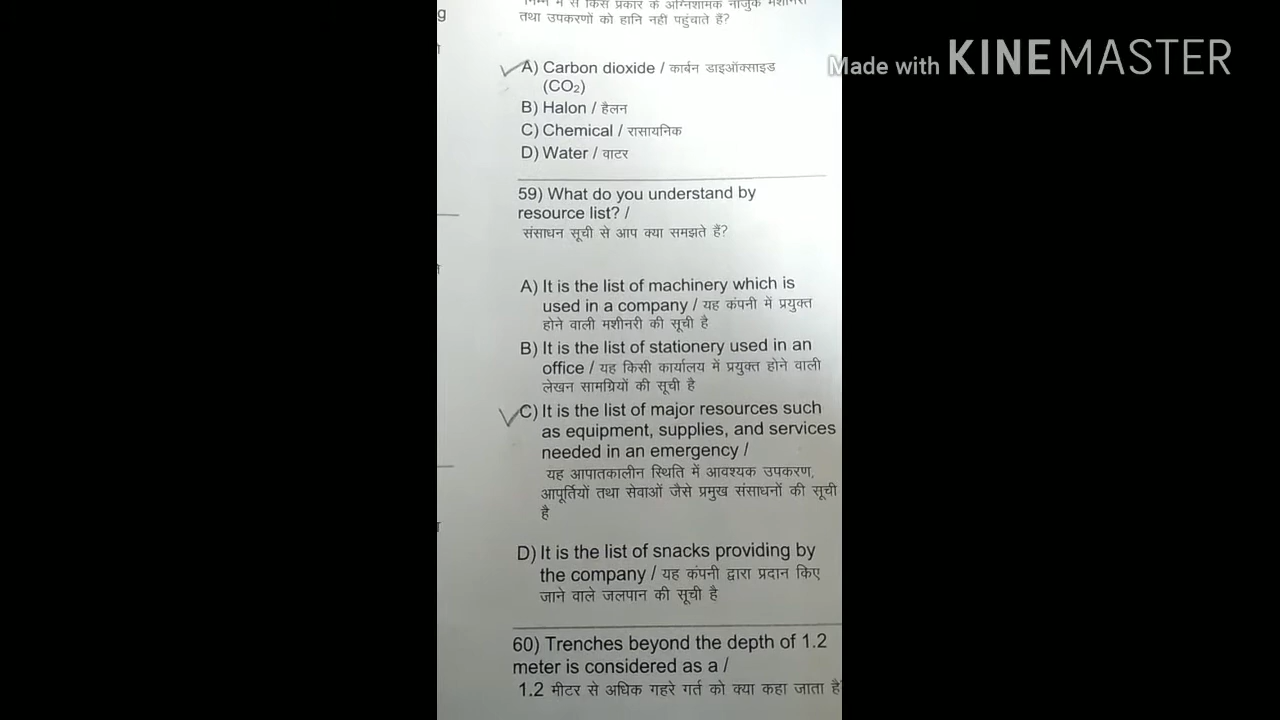 Made with KINEMASTER
निम्न में से किस प्रकार के अग्निशामक नाजुक मशीनरी
तथा उपकरणों को हानि नहीं पहुंचाते हैं?
A) Carbon dioxide / कार्बन डाइऑक्साइड
(CO₂)
B) Halon / हैलन
C) Chemical / रासायनिक
D) Water / वाटर
59) What do you understand by
resource list? /
संसाधन सूची से आप क्या समझते हैं?
A) It is the list of machinery which is
used in a company / यह कंपनी में प्रयुक्त
होने वाली मशीनरी की सूची है
B) It is the list of stationery used in an
office / यह किसी कार्यालय में प्रयुक्त होने वाली
लेखन सामग्रियों की सूची है
C) It is the list of major resources such
as equipment, supplies, and services
needed in an emergency /
यह आपातकालीन स्थिति में आवश्यक उपकरण,
आपूर्तियों तथा सेवाओं जैसे प्रमुख संसाधनों की सूची
है
D) It is the list of snacks providing by
the company / यह कंपनी द्वारा प्रदान किए
जाने वाले जलपान की सूची है
60) Trenches beyond the depth of 1.2
meter is considered as a /
1.2 मीटर से अधिक गहरे गर्त को क्या कहा जाता है